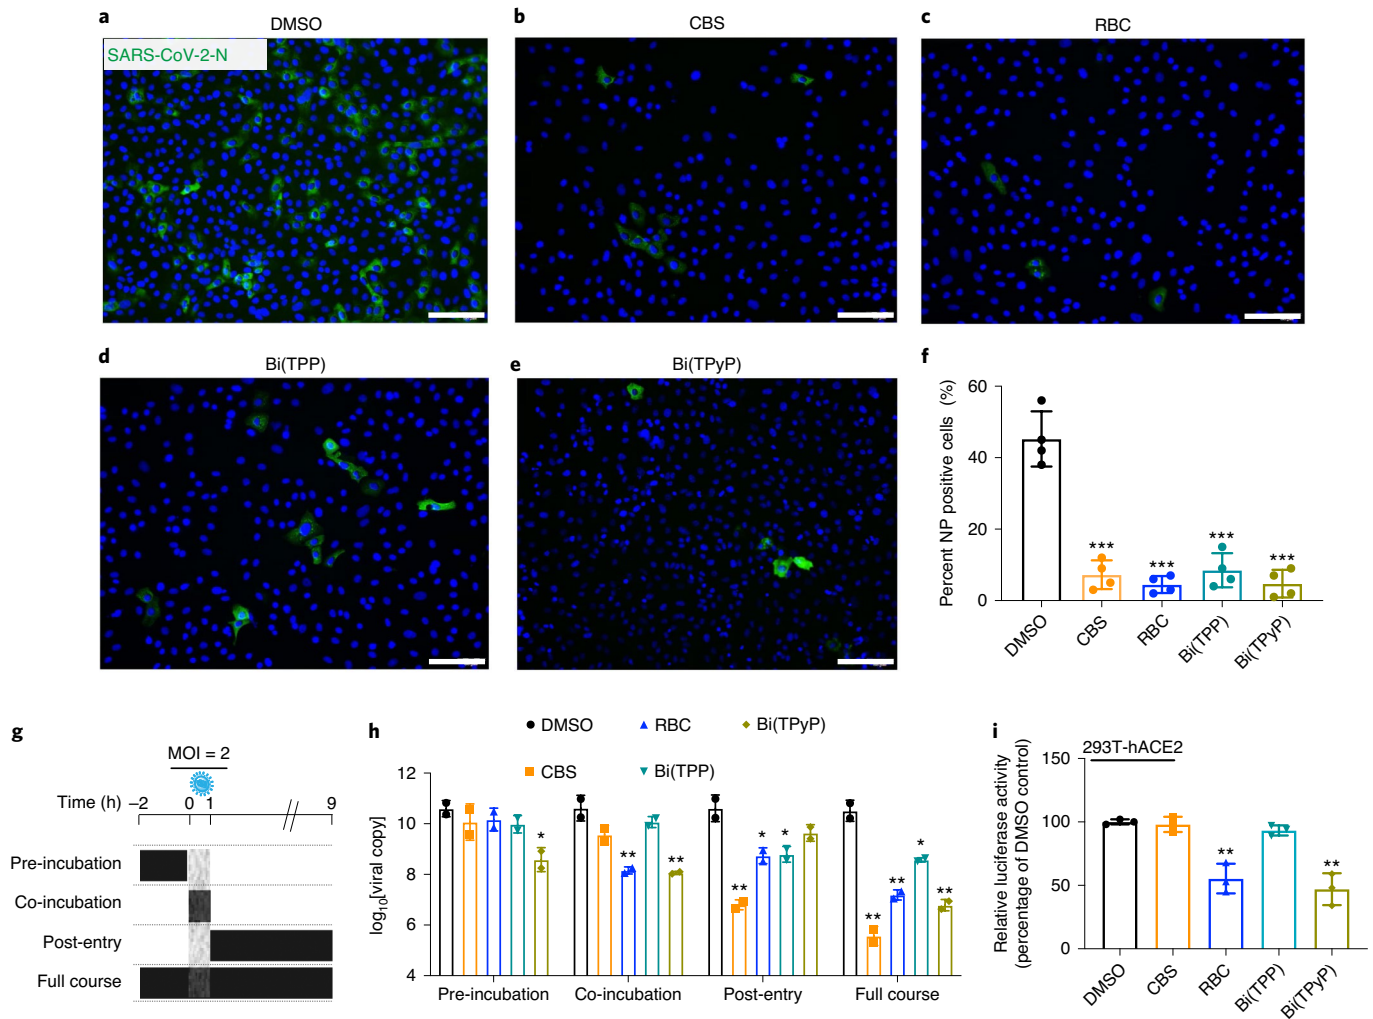 a
DMSO
SARS-CoV-2-N
b
CBS
c
RBC
d
Bi(TPP)
e
Bi(TPyP)
f
Percent NP positive cells (%)
60
40
20
0
***
***
***
***
DMSO
CBS
RBC
Bi(TPP)
Bi(TPyP)
g
MOI = 2
Time (h)
–2
0
1
9
Pre-incubation
Co-incubation
Post-entry
Full course
h
DMSO
RBC
Bi(TPyP)
CBS
Bi(TPP)
log10[viral copy]
12
10
8
6
4
*
**
**
**
*
*
**
**
*
**
Pre-incubation
Co-incubation
Post-entry
Full course
i
293T-hACE2
Relative luciferase activity
(percentage of DMSO control)
150
100
50
0
**
**
DMSO
CBS
RBC
Bi(TPP)
Bi(TPyP)